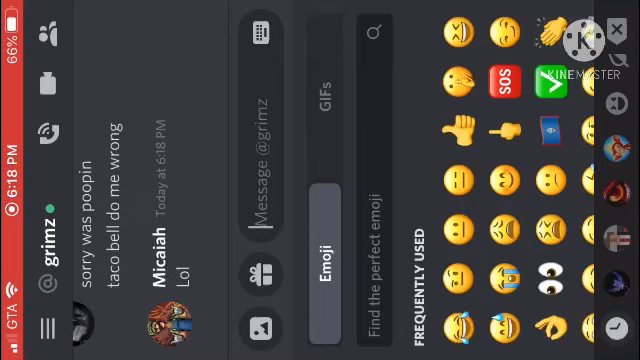 GTA
6:18 PM
66%
@grimz
sorry was poopin
taco bell do me wrong
Micaiah Today at 6:18 PM
Lol
Message @grimz
Emoji
GIFs
Find the perfect emoji
FREQUENTLY USED
SOS
K
KINEMASTER